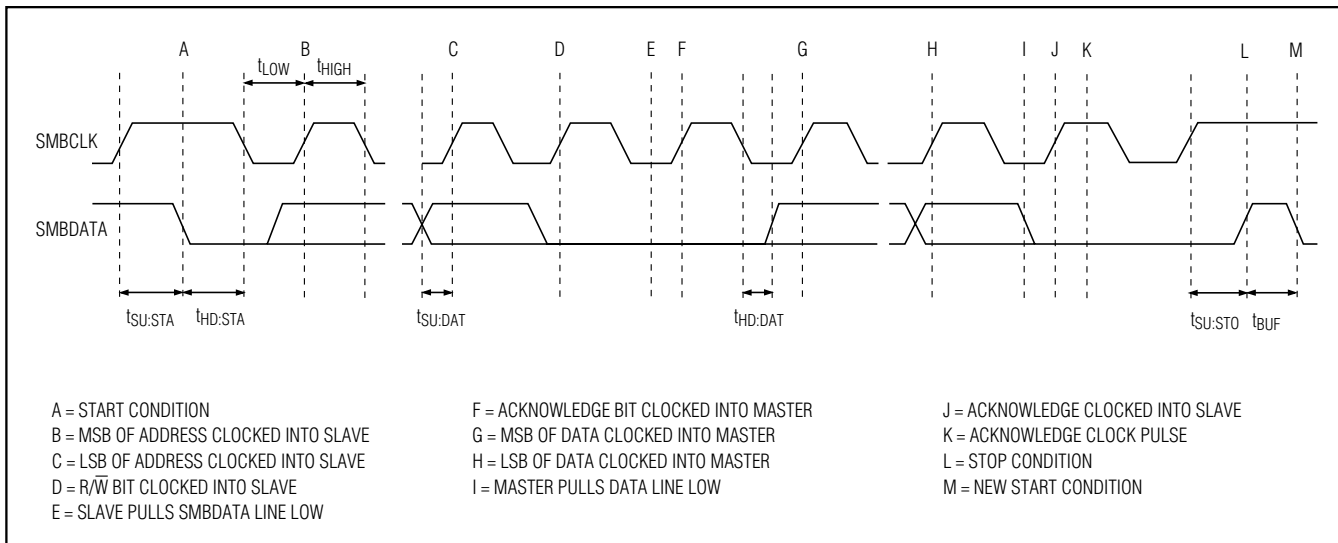 A B C D E F G H I J K L M
tLOW tHIGH
SMBCLK
SMBDATA
tSU:STA tHD:STA tSU:DAT tHD:DAT tSU:STO tBUF
A = START CONDITION
B = MSB OF ADDRESS CLOCKED INTO SLAVE
C = LSB OF ADDRESS CLOCKED INTO SLAVE
D = R/W̅ BIT CLOCKED INTO SLAVE
E = SLAVE PULLS SMBDATA LINE LOW
F = ACKNOWLEDGE BIT CLOCKED INTO MASTER
G = MSB OF DATA CLOCKED INTO MASTER
H = LSB OF DATA CLOCKED INTO MASTER
I = MASTER PULLS DATA LINE LOW
J = ACKNOWLEDGE CLOCKED INTO SLAVE
K = ACKNOWLEDGE CLOCK PULSE
L = STOP CONDITION
M = NEW START CONDITION